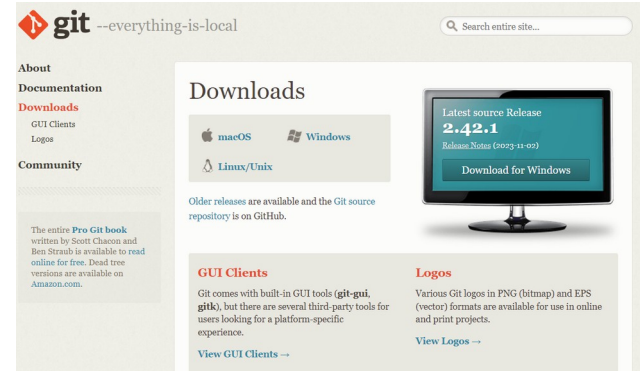 git --everything-is-local
Search entire site...
About
Documentation
Downloads
GUI Clients
Logos
Community
The entire Pro Git book
written by Scott Chacon and
Ben Straub is available to read
online for free. Dead tree
versions are available on
Amazon.com.
Downloads
macOS
Windows
Linux/Unix
Older releases are available and the Git source
repository is on GitHub.
Latest source Release
2.42.1
Release Notes (2023-11-02)
Download for Windows
GUI Clients
Git comes with built-in GUI tools (git-gui,
gitk), but there are several third-party tools for
users looking for a platform-specific
experience.
View GUI Clients →
Logos
Various Git logos in PNG (bitmap) and EPS
(vector) formats are available for use in online
and print projects.
View Logos →